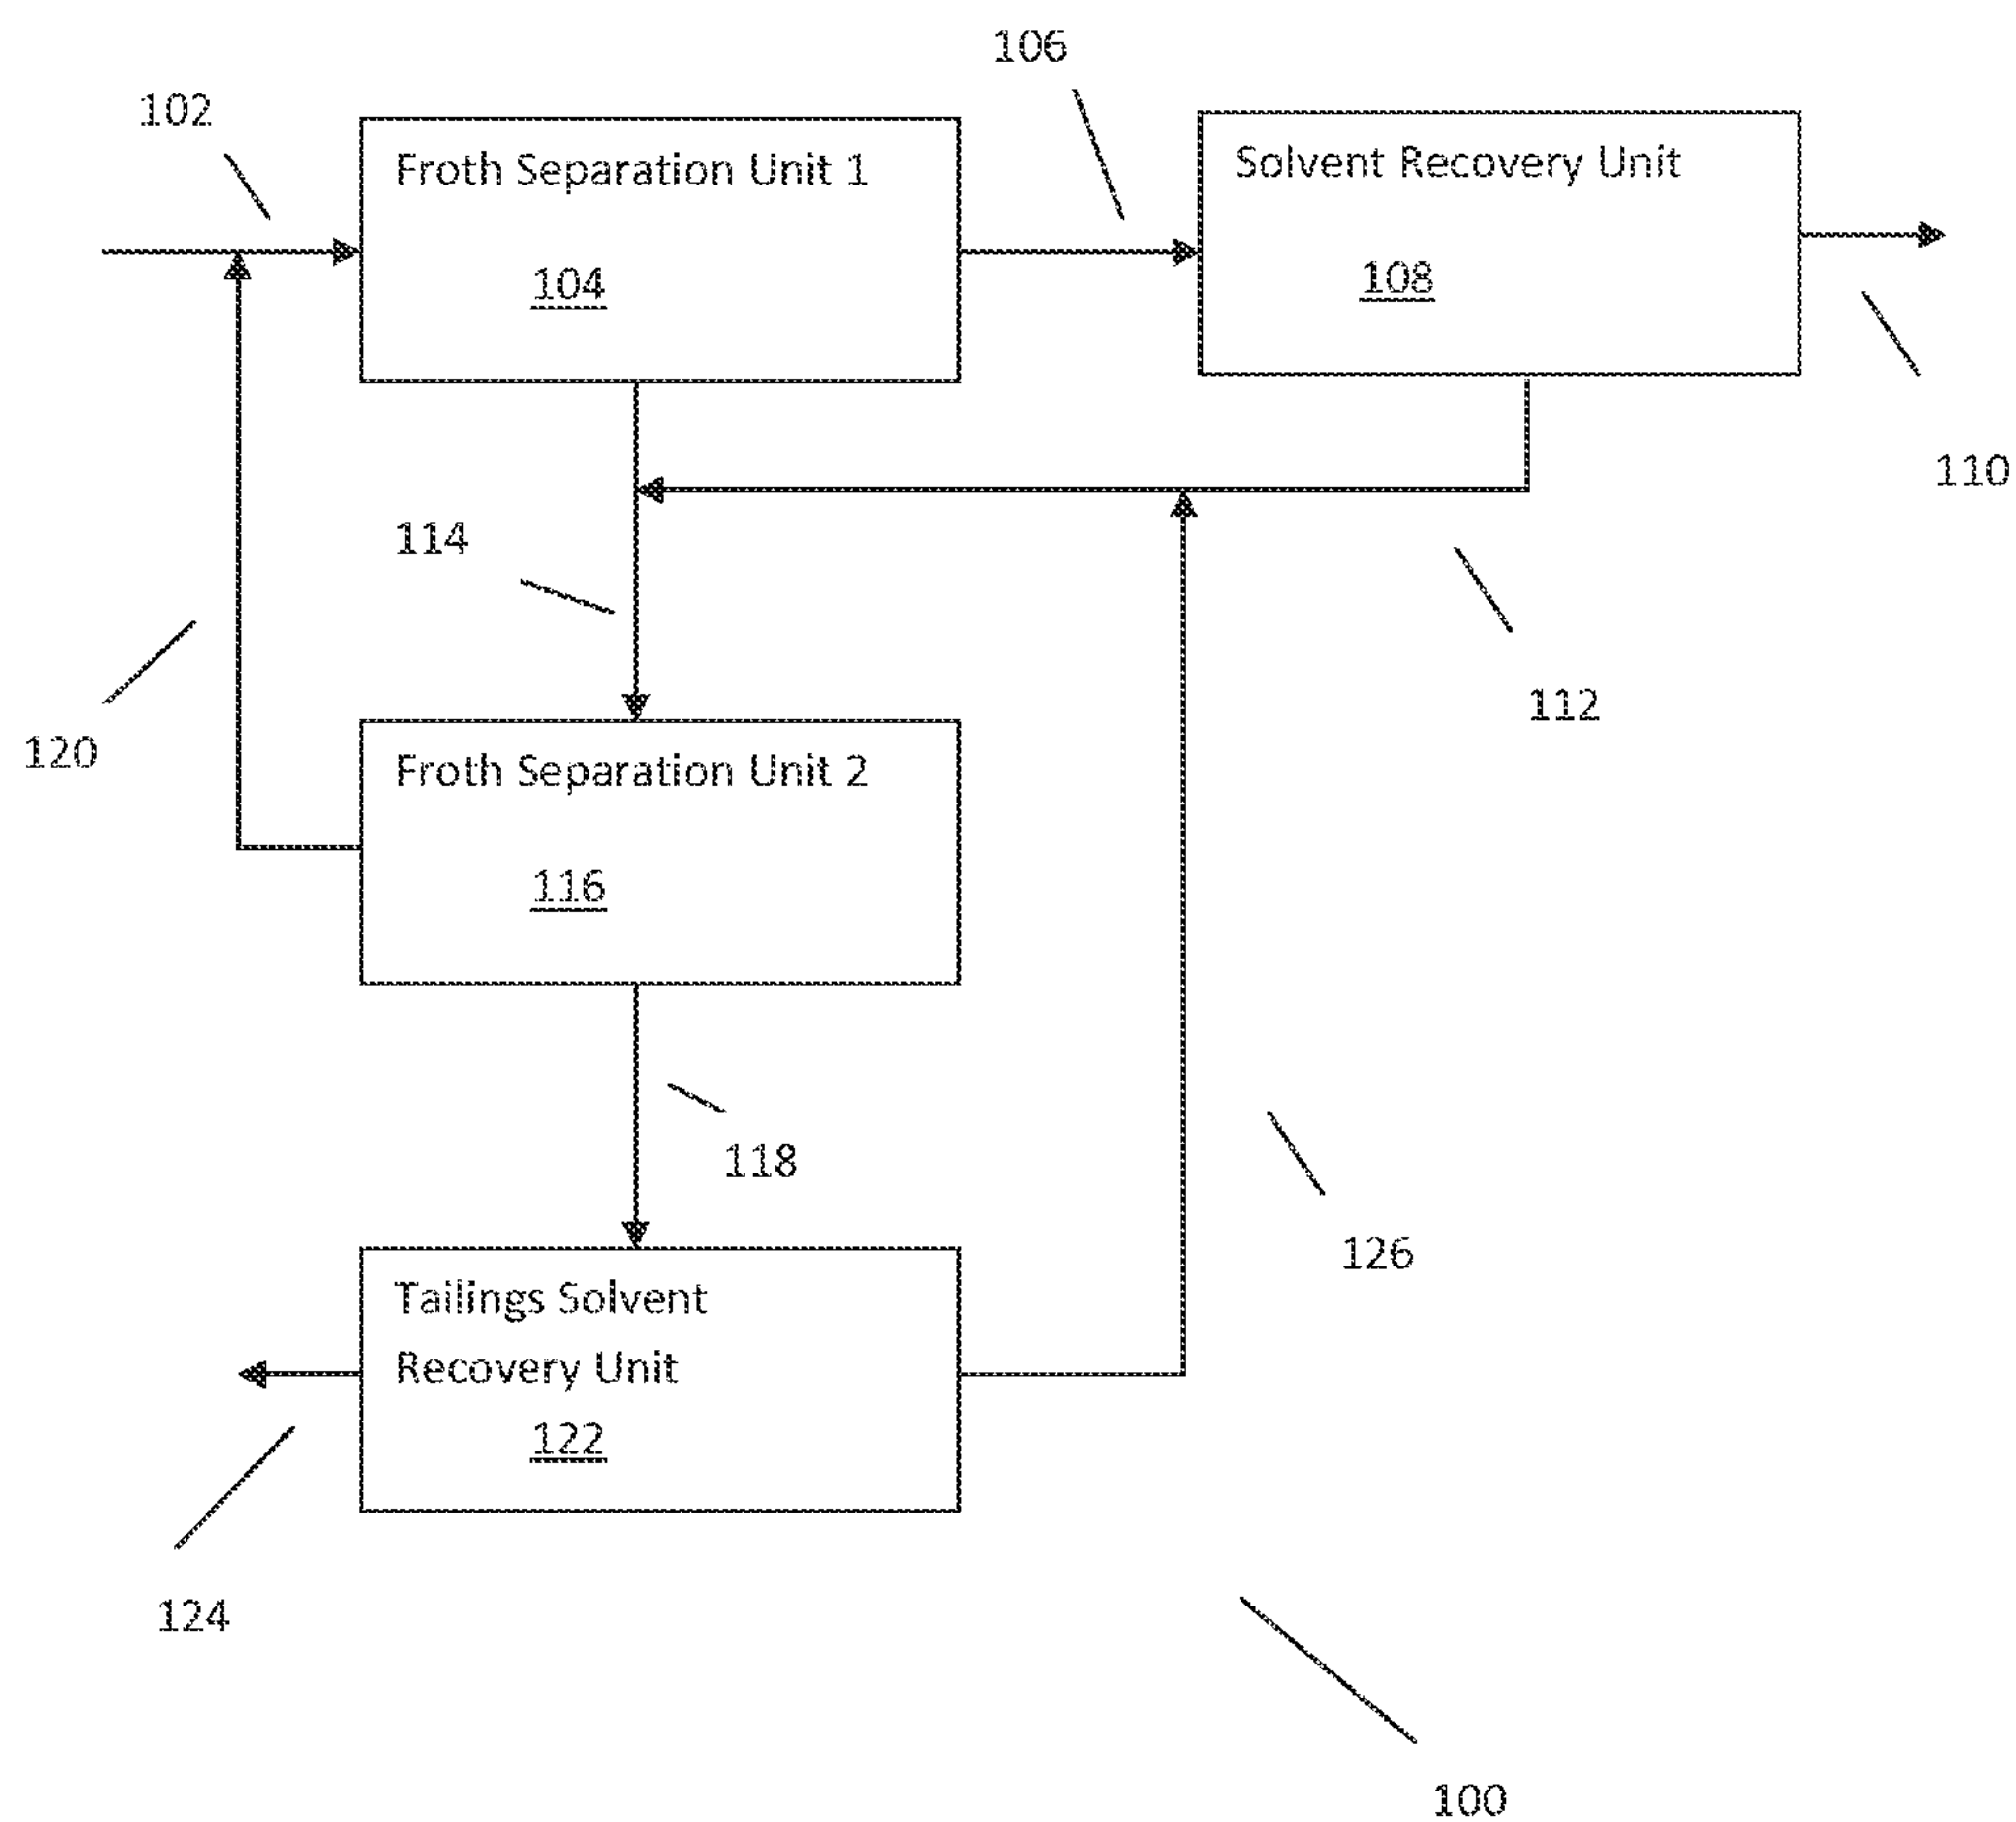 106
102
Froth Separation Unit 1
104
Solvent Recovery Unit
108
110
114
112
120
Froth Separation Unit 2
116
118
126
Tailings Solvent
Recovery Unit
122
124
100